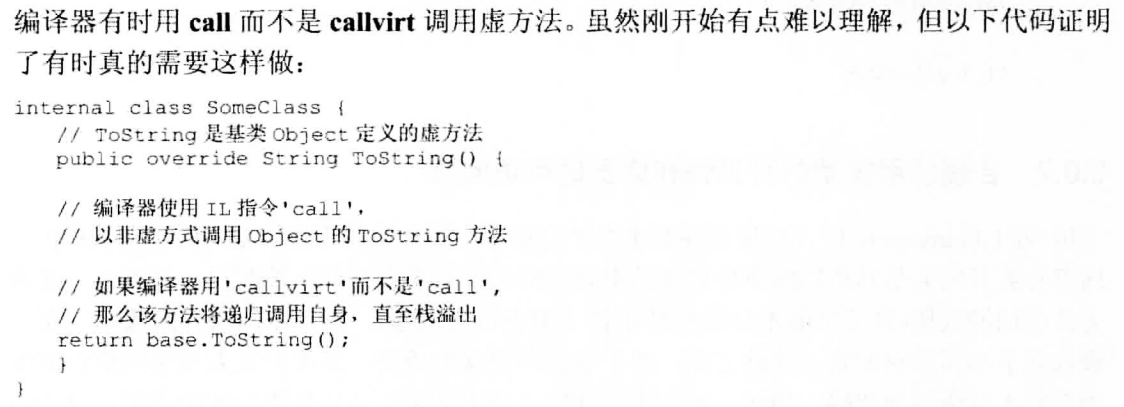 编译器有时用 call 而不是 callvirt 调用虚方法。虽然刚开始有点难以理解，但以下代码证明
了有时真的需要这样做：
internal class SomeClass {
// ToString 是基类 Object 定义的虚方法
public override String ToString() {
// 编译器使用 IL 指令'call'，
// 以非虚方式调用 Object 的 ToString 方法
// 如果编译器用'callvirt'而不是'call'，
// 那么该方法将递归调用自身，直至栈溢出
return base.ToString();
}
}